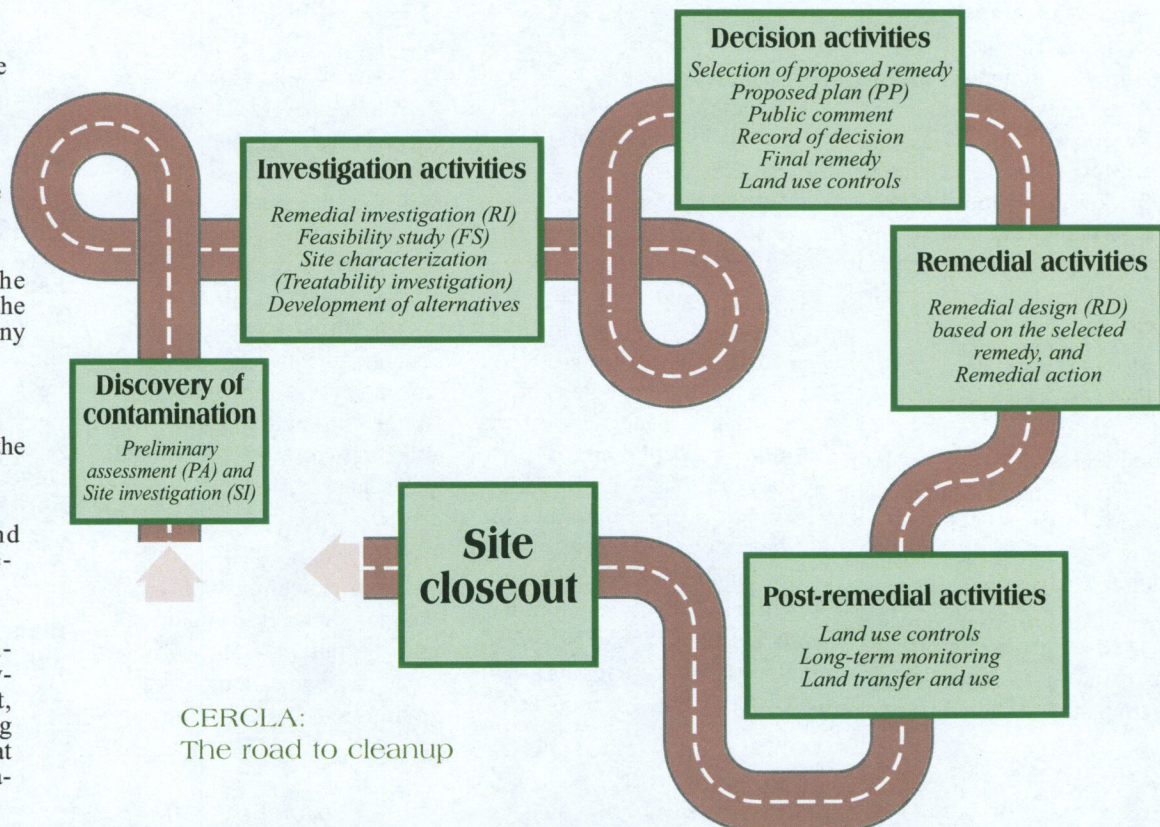 the
Discovery of
contamination
Preliminary
assessment (PA) and
Site investigation (SI)
Investigation activities
Remedial investigation (RI)
Feasibility study (FS)
Site characterization
(Treatability investigation)
Development of alternatives
Decision activities
Selection of proposed remedy
Proposed plan (PP)
Public comment
Record of decision
Final remedy
Land use controls
Remedial activities
Remedial design (RD)
based on the selected
remedy, and
Remedial action
Post-remedial activities
Land use controls
Long-term monitoring
Land transfer and use
Site
closeout
CERCLA:
The road to cleanup